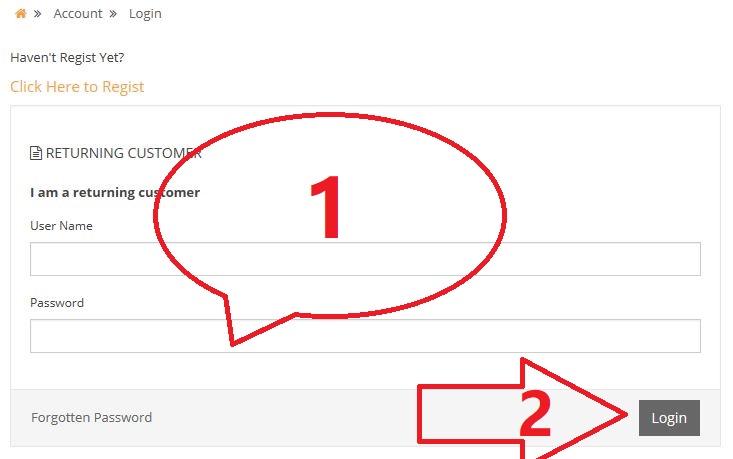 Account Login
Haven't Regist Yet?
Click Here to Regist
RETURNING CUSTOMER
I am a returning customer
1
User Name
Password
Forgotten Password
2
Login